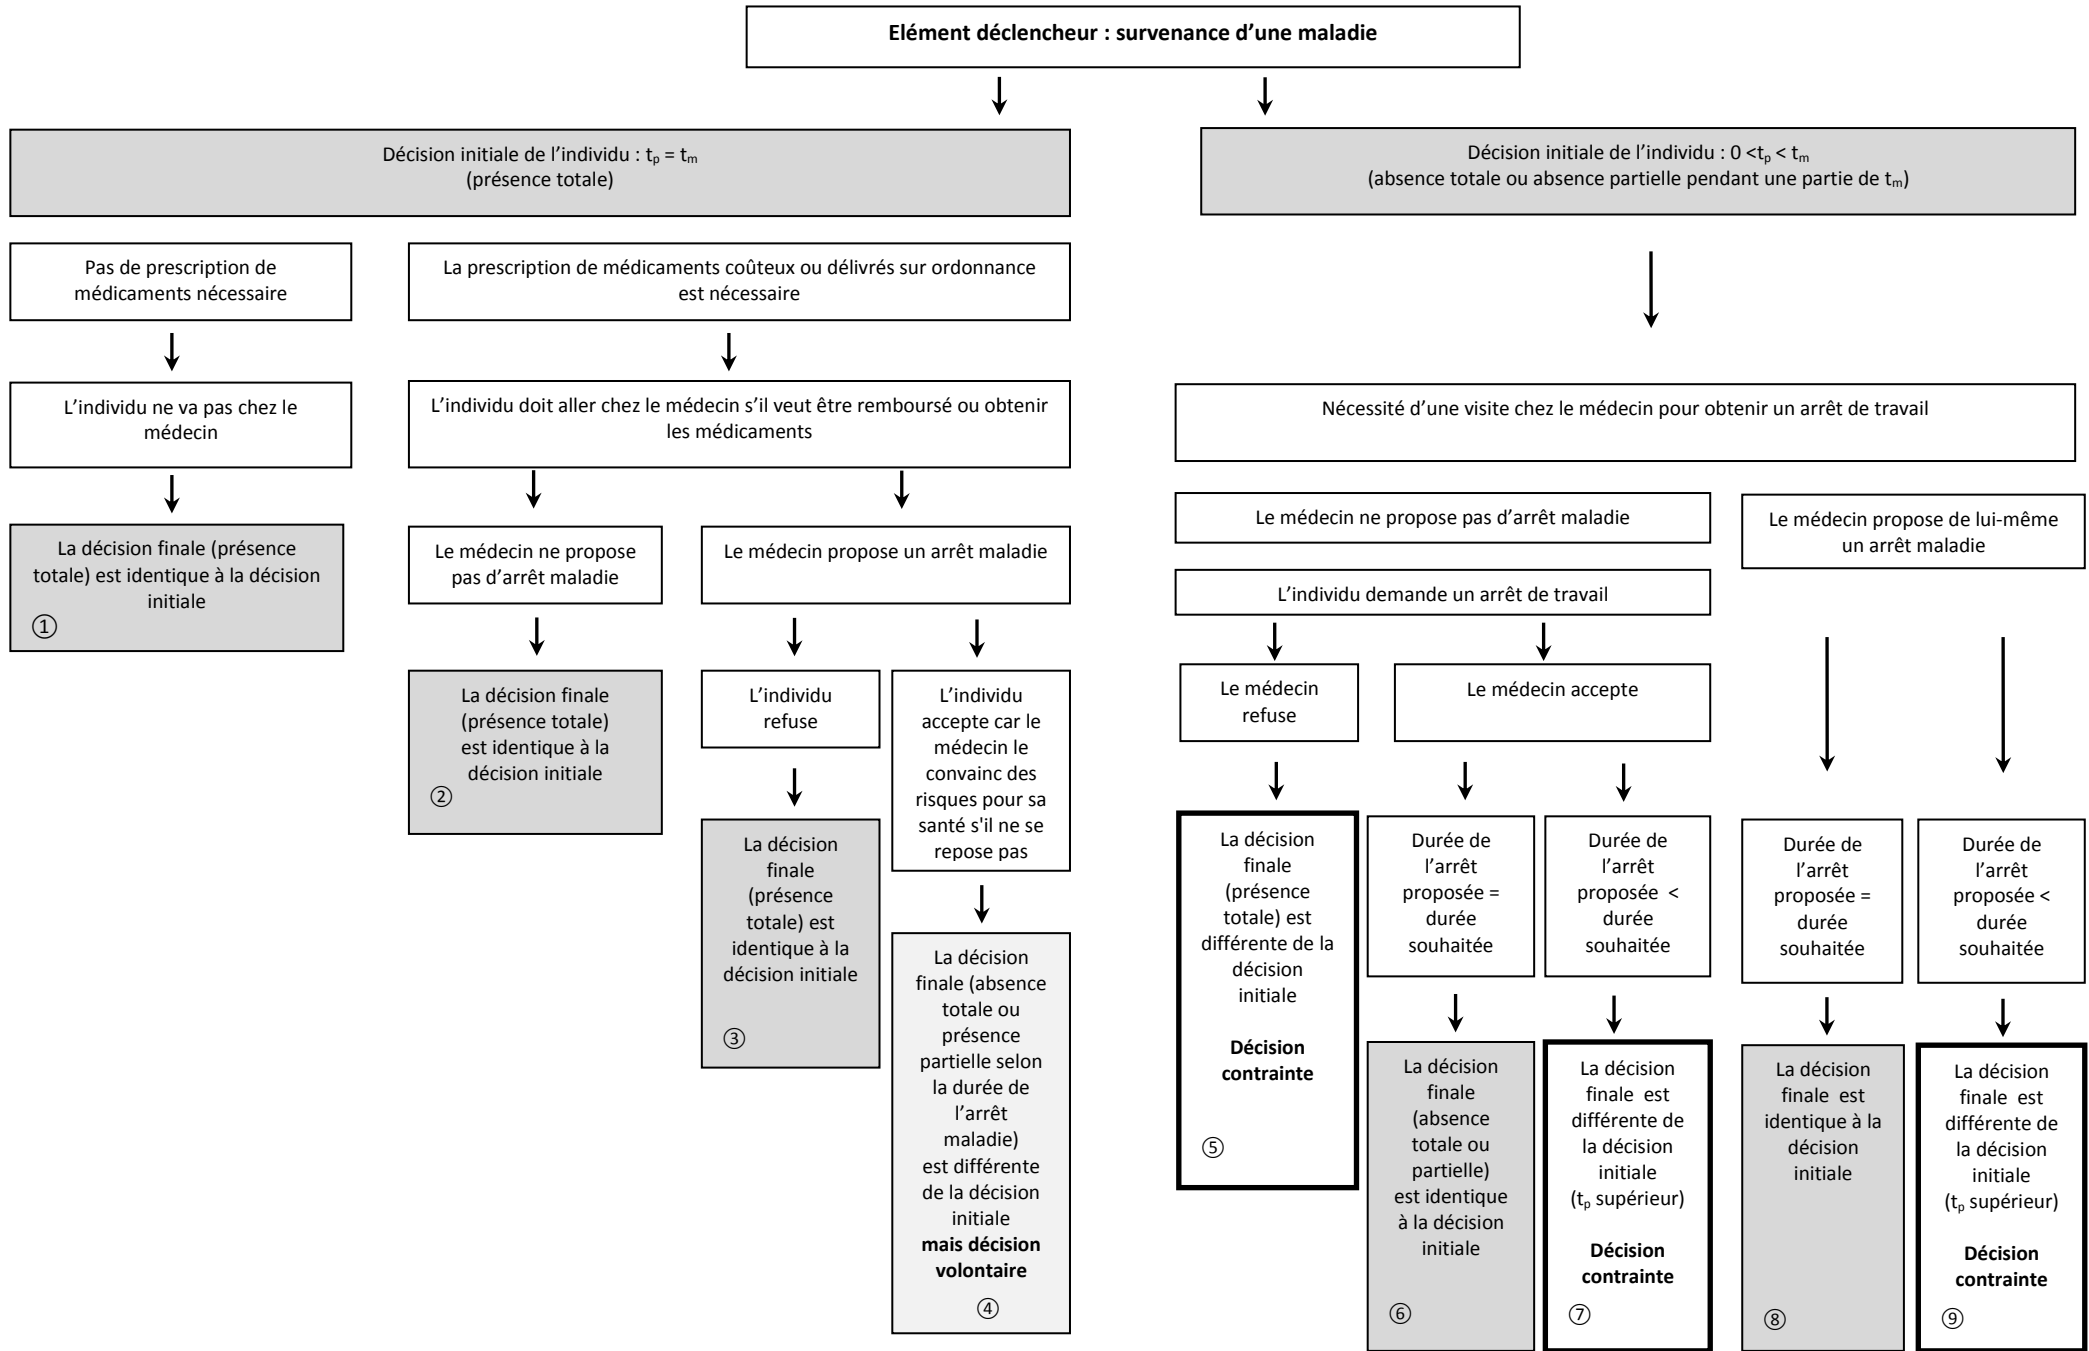 Elément déclencheur : survenance d’une maladie
Décision initiale de l’individu : tₚ = tₘ
(présence totale)
Décision initiale de l’individu : 0 <tₚ < tₘ
(absence totale ou absence partielle pendant une partie de tₘ)
Pas de prescription de
médicaments nécessaire
La prescription de médicaments coûteux ou délivrés sur ordonnance
est nécessaire
L’individu ne va pas chez le
médecin
L’individu doit aller chez le médecin s’il veut être remboursé ou obtenir
les médicaments
Nécessité d’une visite chez le médecin pour obtenir un arrêt de travail
La décision finale (présence
totale) est identique à la décision
initiale
①
Le médecin ne propose
pas d’arrêt maladie
Le médecin propose un arrêt maladie
Le médecin ne propose pas d’arrêt maladie
Le médecin propose de lui-même
un arrêt maladie
L’individu demande un arrêt de travail
La décision finale
(présence totale)
est identique à la
décision initiale
②
L’individu
refuse
L’individu
accepte car le
médecin le
convainc des
risques pour sa
santé s'il ne se
repose pas
Le médecin
refuse
Le médecin accepte
La décision
finale
(présence
totale) est
identique à la
décision initiale
③
La décision
finale (absence
totale ou
présence
partielle selon
la durée de
l’arrêt
maladie)
est différente
de la décision
initiale
mais décision
volontaire
④
La décision
finale
(présence
totale) est
différente de la
décision
initiale
Décision
contrainte
⑤
Durée de
l’arrêt
proposée =
durée
souhaitée
Durée de
l’arrêt
proposée <
durée
souhaitée
Durée de
l’arrêt
proposée =
durée
souhaitée
Durée de
l’arrêt
proposée <
durée
souhaitée
La décision
finale
(absence
totale ou
partielle)
est identique
à la décision
initiale
⑥
La décision
finale est
différente de
la décision
initiale
(tₚ supérieur)
Décision
contrainte
⑦
La décision
finale est
identique à la
décision
initiale
⑧
La décision
finale est
différente de
la décision
initiale
(tₚ supérieur)
Décision
contrainte
⑨